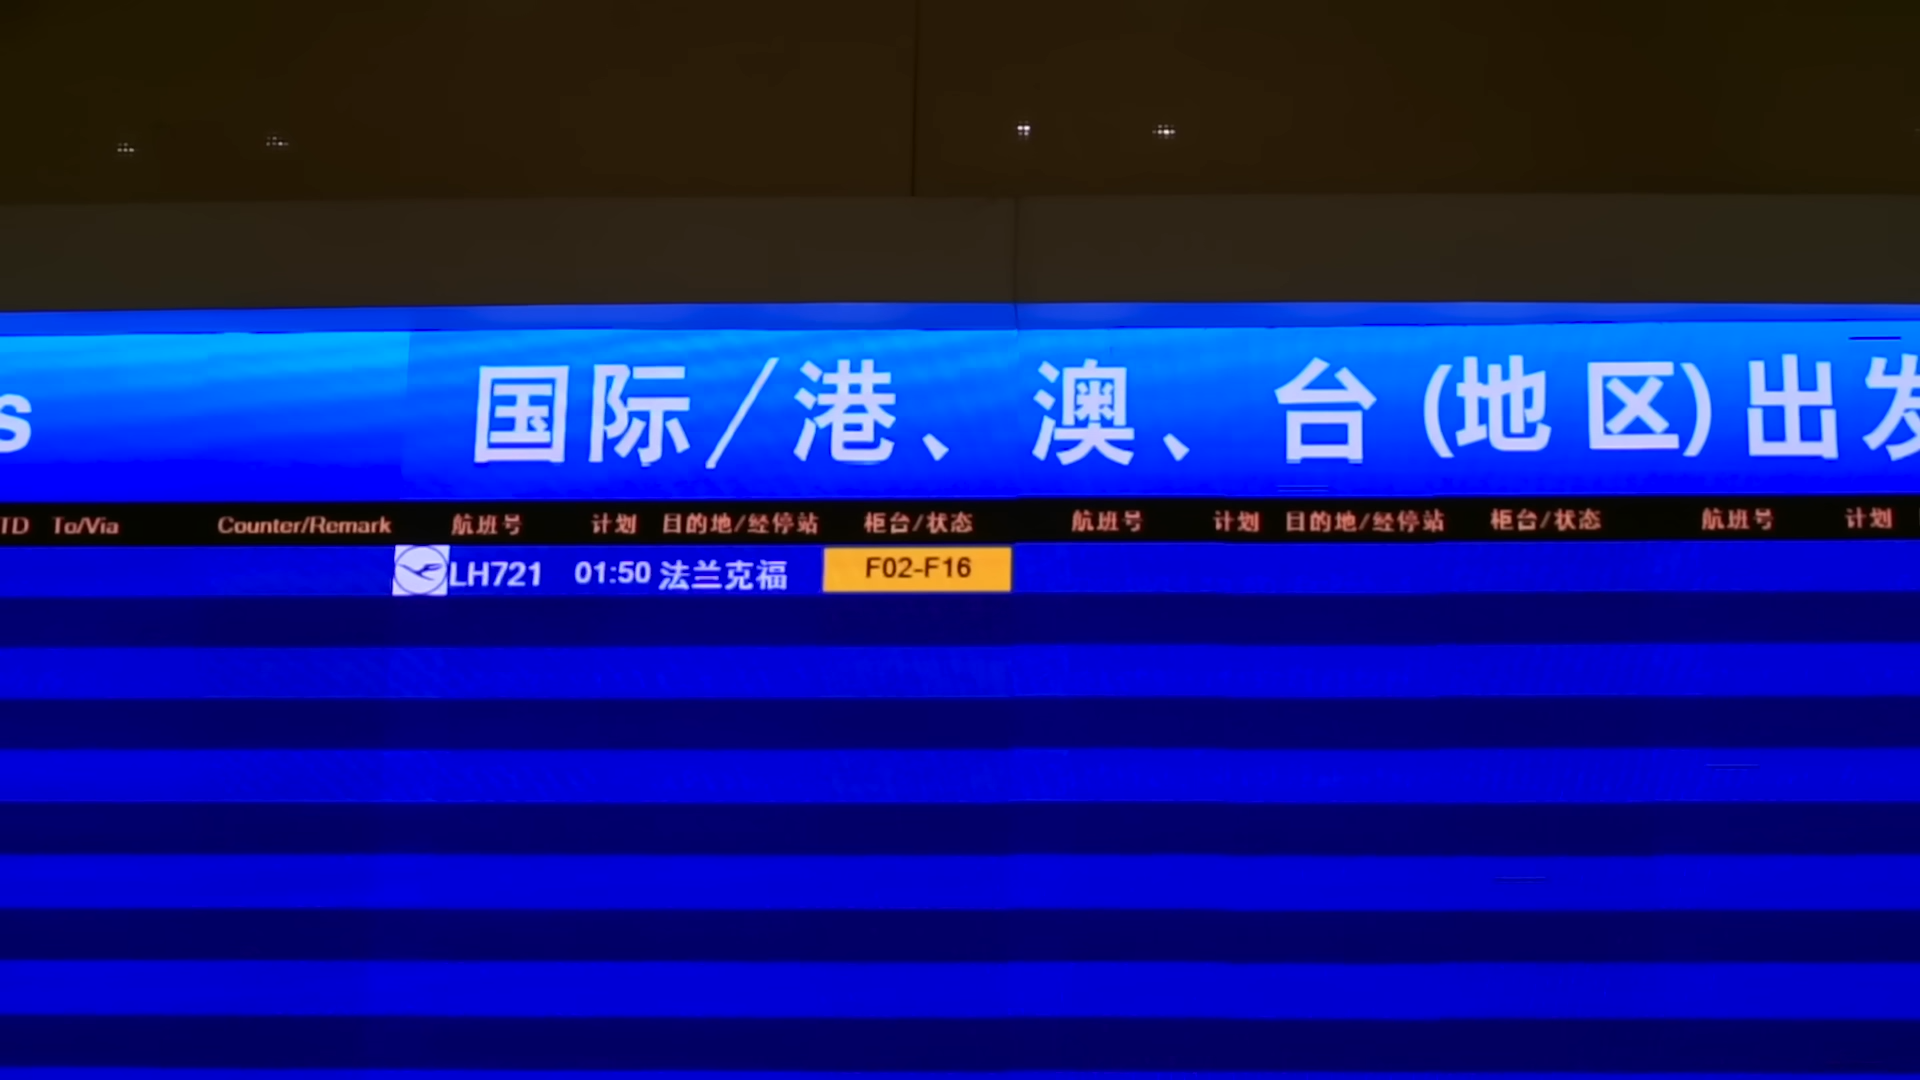 s 国际/港、澳、台(地区)出发
TD To/Via Counter/Remark 航班号 计划 目的地/经停站 柜台/状态 航班号 计划 目的地/经停站 柜台/状态 航班号 计划
LH721 01:50 法兰克福 F02-F16